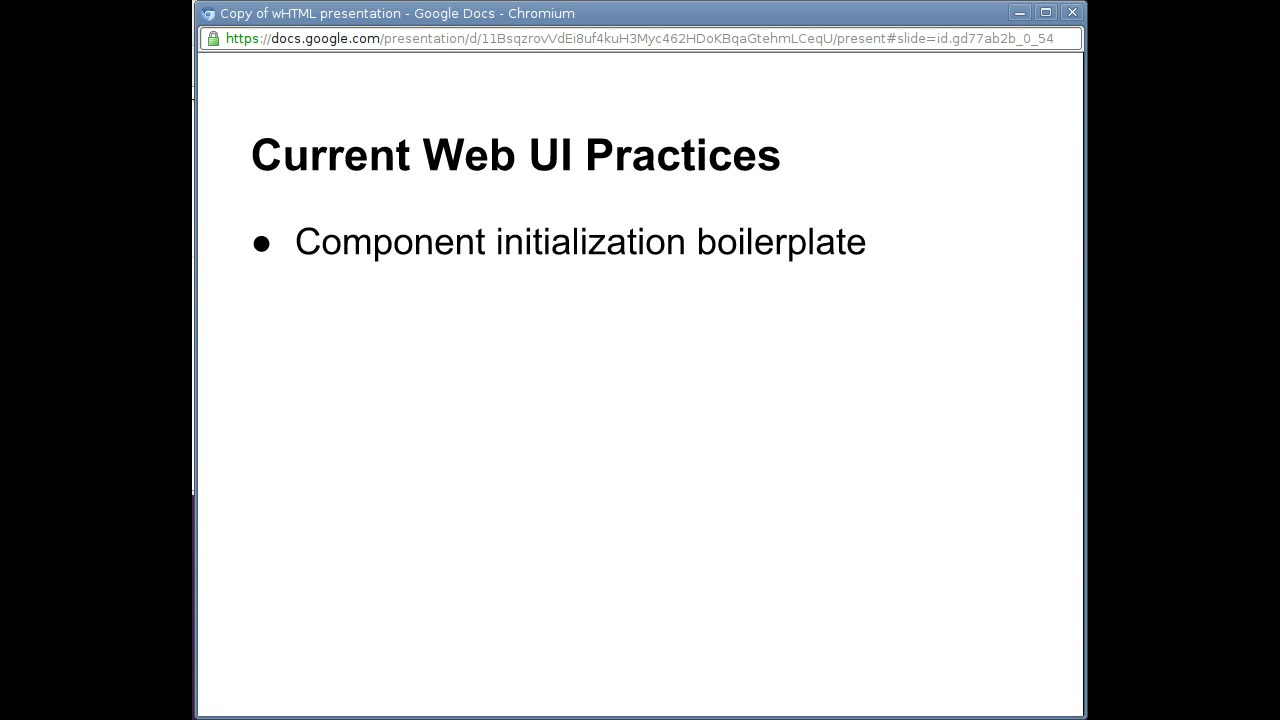 Copy of wHTML presentation - Google Docs - Chromium
https://docs.google.com/presentation/d/11BsqzrovVdEi8uf4kuH3Myc462HDoKBqaGtehmLCeqU/present#slide=id.gd77ab2b_0_54
Current Web UI Practices
● Component initialization boilerplate